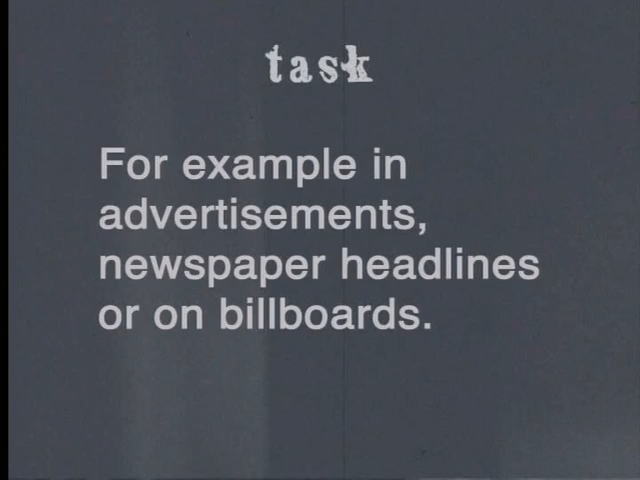 task
For example in
advertisements,
newspaper headlines
or on billboards.